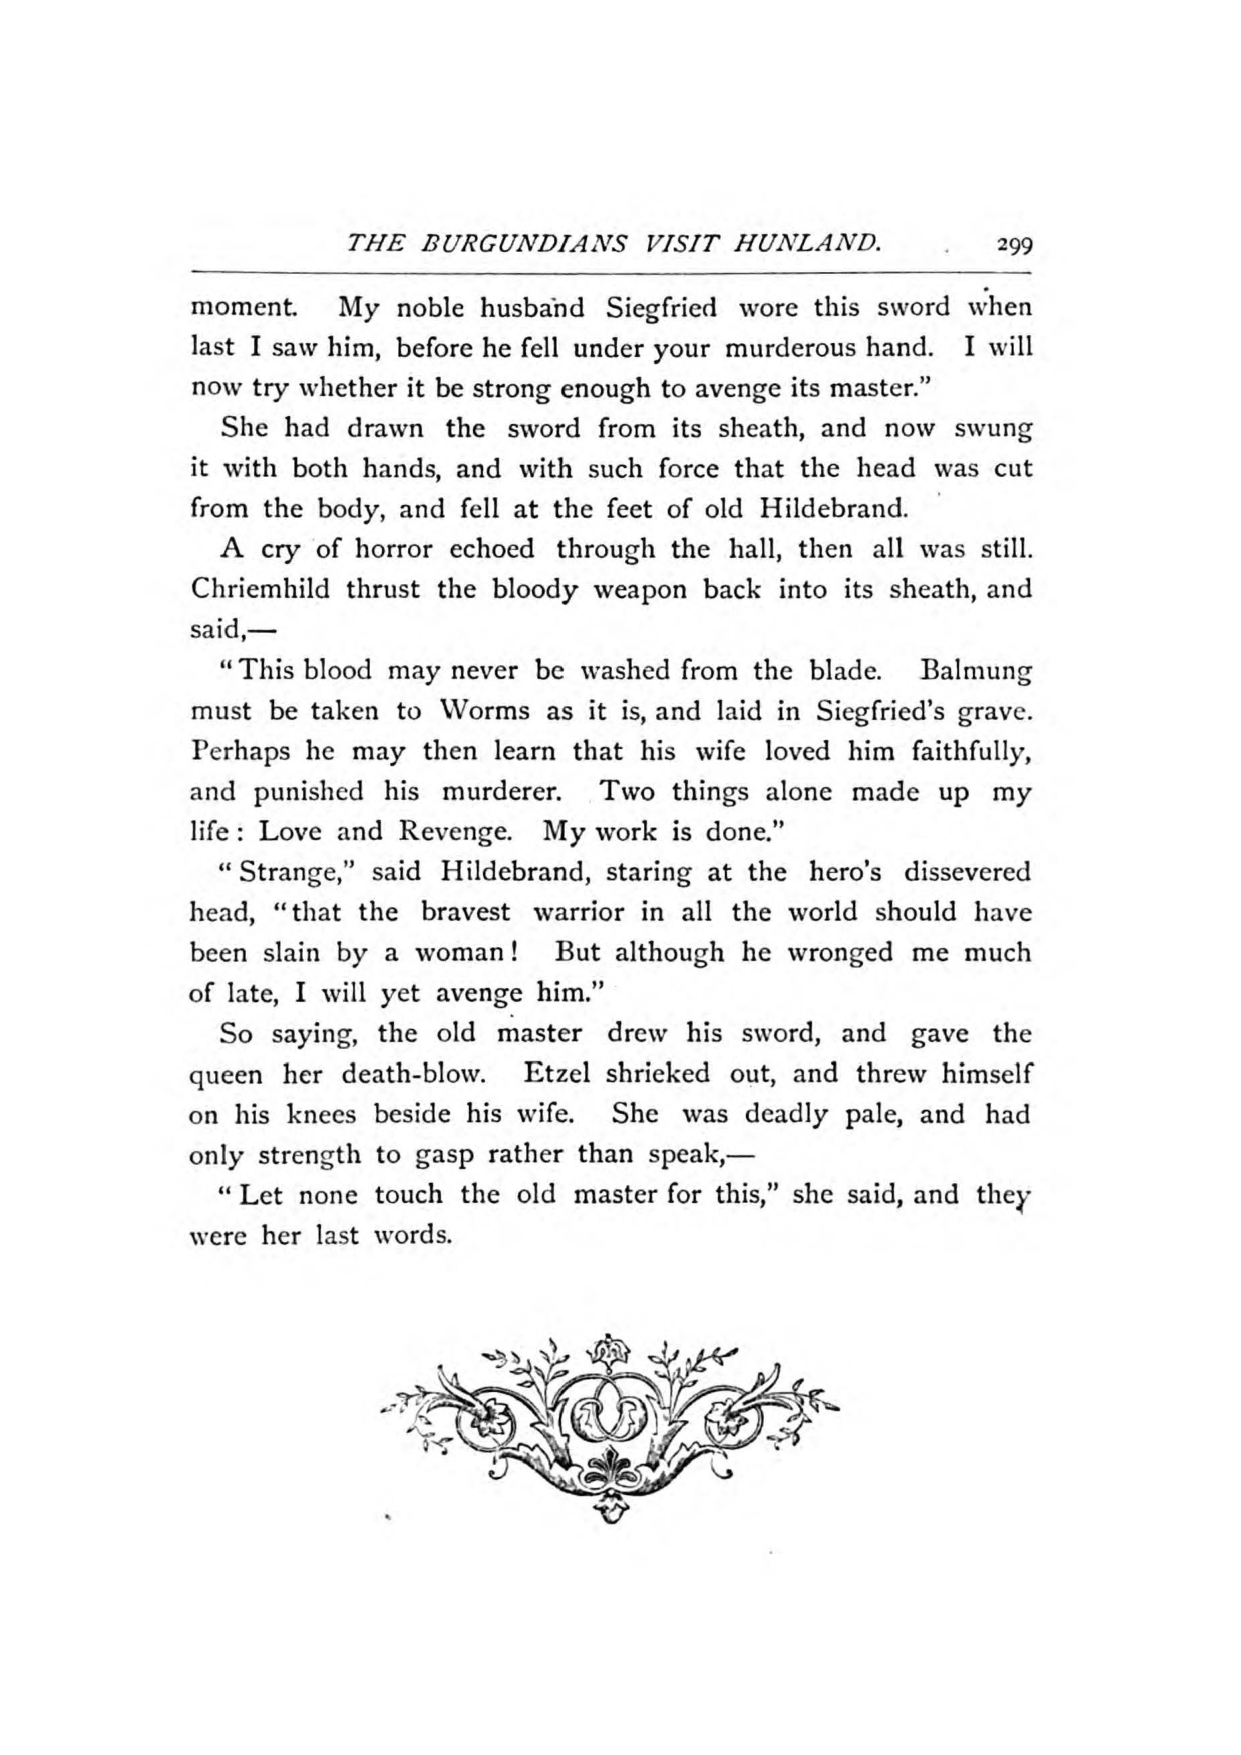 THE BURGUNDIANS VISIT HUNLAND. 299
moment. My noble husband Siegfried wore this sword when
last I saw him, before he fell under your murderous hand. I will
now try whether it be strong enough to avenge its master.”
She had drawn the sword from its sheath, and now swung
it with both hands, and with such force that the head was cut
from the body, and fell at the feet of old Hildebrand.
A cry of horror echoed through the hall, then all was still.
Chriemhild thrust the bloody weapon back into its sheath, and
said,—
“This blood may never be washed from the blade. Balmung
must be taken to Worms as it is, and laid in Siegfried’s grave.
Perhaps he may then learn that his wife loved him faithfully,
and punished his murderer. Two things alone made up my
life : Love and Revenge. My work is done.”
“Strange,” said Hildebrand, staring at the hero’s dissevered
head, “that the bravest warrior in all the world should have
been slain by a woman ! But although he wronged me much
of late, I will yet avenge him.”
So saying, the old master drew his sword, and gave the
queen her death-blow. Etzel shrieked out, and threw himself
on his knees beside his wife. She was deadly pale, and had
only strength to gasp rather than speak,—
“Let none touch the old master for this,” she said, and they
were her last words.